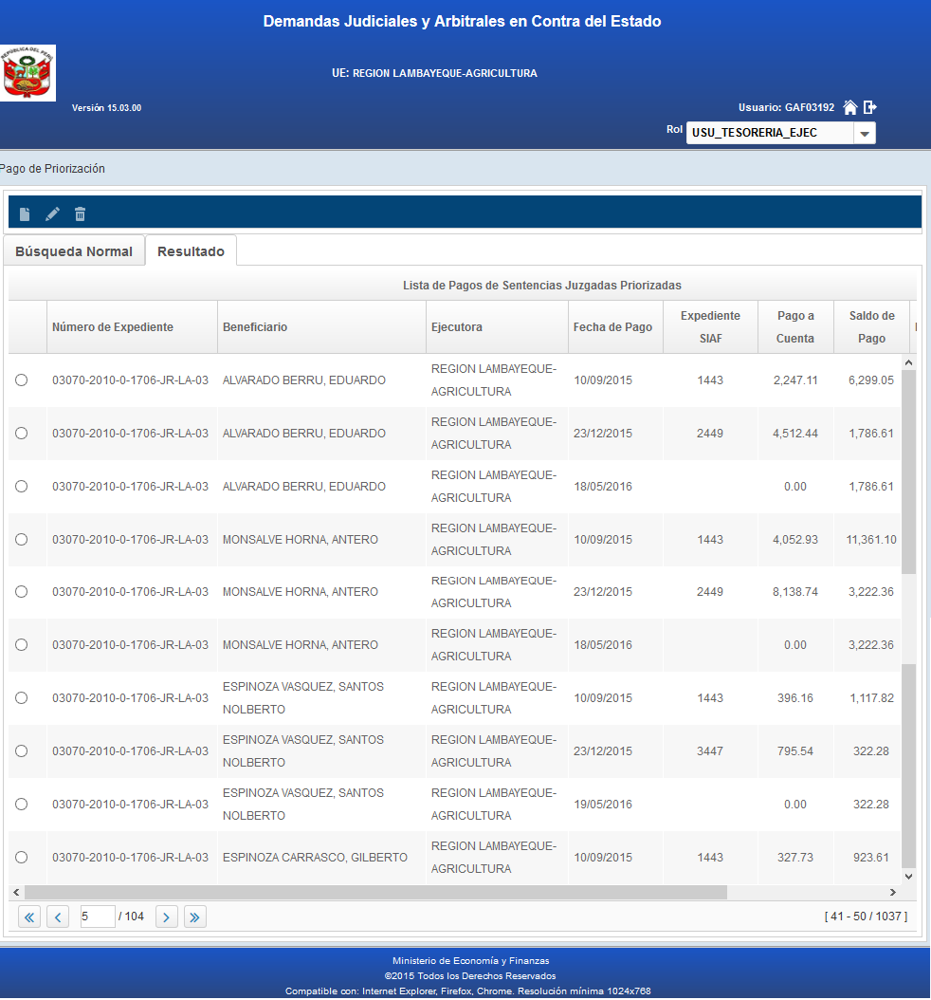 Demandas Judiciales y Arbitrales en Contra del Estado
REPÚBLICA DEL PERÚ
UE: REGION LAMBAYEQUE-AGRICULTURA
Versión 15.03.00
Usuario: GAF03192
Rol USU_TESORERIA_EJEC
Pago de Priorización
Búsqueda Normal Resultado
Lista de Pagos de Sentencias Juzgadas Priorizadas
Número de Expediente Beneficiario Ejecutora Fecha de Pago Expediente SIAF Pago a Cuenta Saldo de Pago
03070-2010-0-1706-JR-LA-03 ALVARADO BERRU, EDUARDO REGION LAMBAYEQUE-AGRICULTURA 10/09/2015 1443 2,247.11 6,299.05
03070-2010-0-1706-JR-LA-03 ALVARADO BERRU, EDUARDO REGION LAMBAYEQUE-AGRICULTURA 23/12/2015 2449 4,512.44 1,786.61
03070-2010-0-1706-JR-LA-03 ALVARADO BERRU, EDUARDO REGION LAMBAYEQUE-AGRICULTURA 18/05/2016 0.00 1,786.61
03070-2010-0-1706-JR-LA-03 MONSALVE HORNA, ANTERO REGION LAMBAYEQUE-AGRICULTURA 10/09/2015 1443 4,052.93 11,361.10
03070-2010-0-1706-JR-LA-03 MONSALVE HORNA, ANTERO REGION LAMBAYEQUE-AGRICULTURA 23/12/2015 2449 8,138.74 3,222.36
03070-2010-0-1706-JR-LA-03 MONSALVE HORNA, ANTERO REGION LAMBAYEQUE-AGRICULTURA 18/05/2016 0.00 3,222.36
03070-2010-0-1706-JR-LA-03 ESPINOZA VASQUEZ, SANTOS NOLBERTO REGION LAMBAYEQUE-AGRICULTURA 10/09/2015 1443 396.16 1,117.82
03070-2010-0-1706-JR-LA-03 ESPINOZA VASQUEZ, SANTOS NOLBERTO REGION LAMBAYEQUE-AGRICULTURA 23/12/2015 3447 795.54 322.28
03070-2010-0-1706-JR-LA-03 ESPINOZA VASQUEZ, SANTOS NOLBERTO REGION LAMBAYEQUE-AGRICULTURA 19/05/2016 0.00 322.28
03070-2010-0-1706-JR-LA-03 ESPINOZA CARRASCO, GILBERTO REGION LAMBAYEQUE-AGRICULTURA 10/09/2015 1443 327.73 923.61
5 / 104 [ 41 - 50 / 1037 ]
Ministerio de Economía y Finanzas
©2015 Todos los Derechos Reservados
Compatible con: Internet Explorer, Firefox, Chrome. Resolución mínima 1024x768